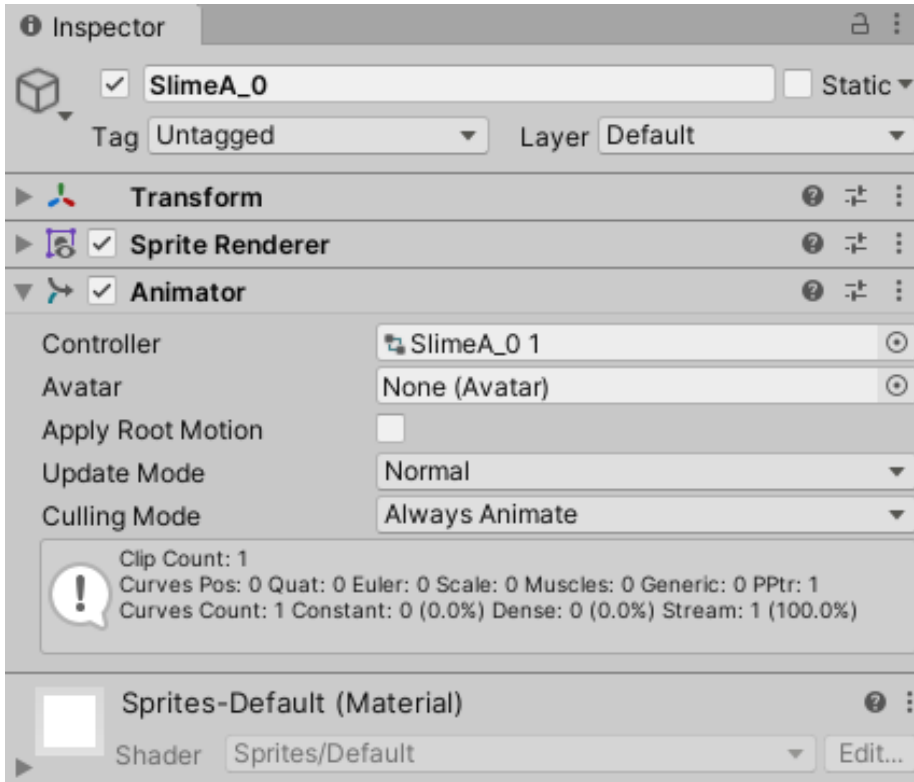 Inspector
SlimeA_0 Static
Tag Untagged Layer Default
Transform
Sprite Renderer
Animator
Controller SlimeA_0 1
Avatar None (Avatar)
Apply Root Motion
Update Mode Normal
Culling Mode Always Animate
Clip Count: 1
Curves Pos: 0 Quat: 0 Euler: 0 Scale: 0 Muscles: 0 Generic: 0 PPtr: 1
Curves Count: 1 Constant: 0 (0.0%) Dense: 0 (0.0%) Stream: 1 (100.0%)
Sprites-Default (Material)
Shader Sprites/Default Edit...